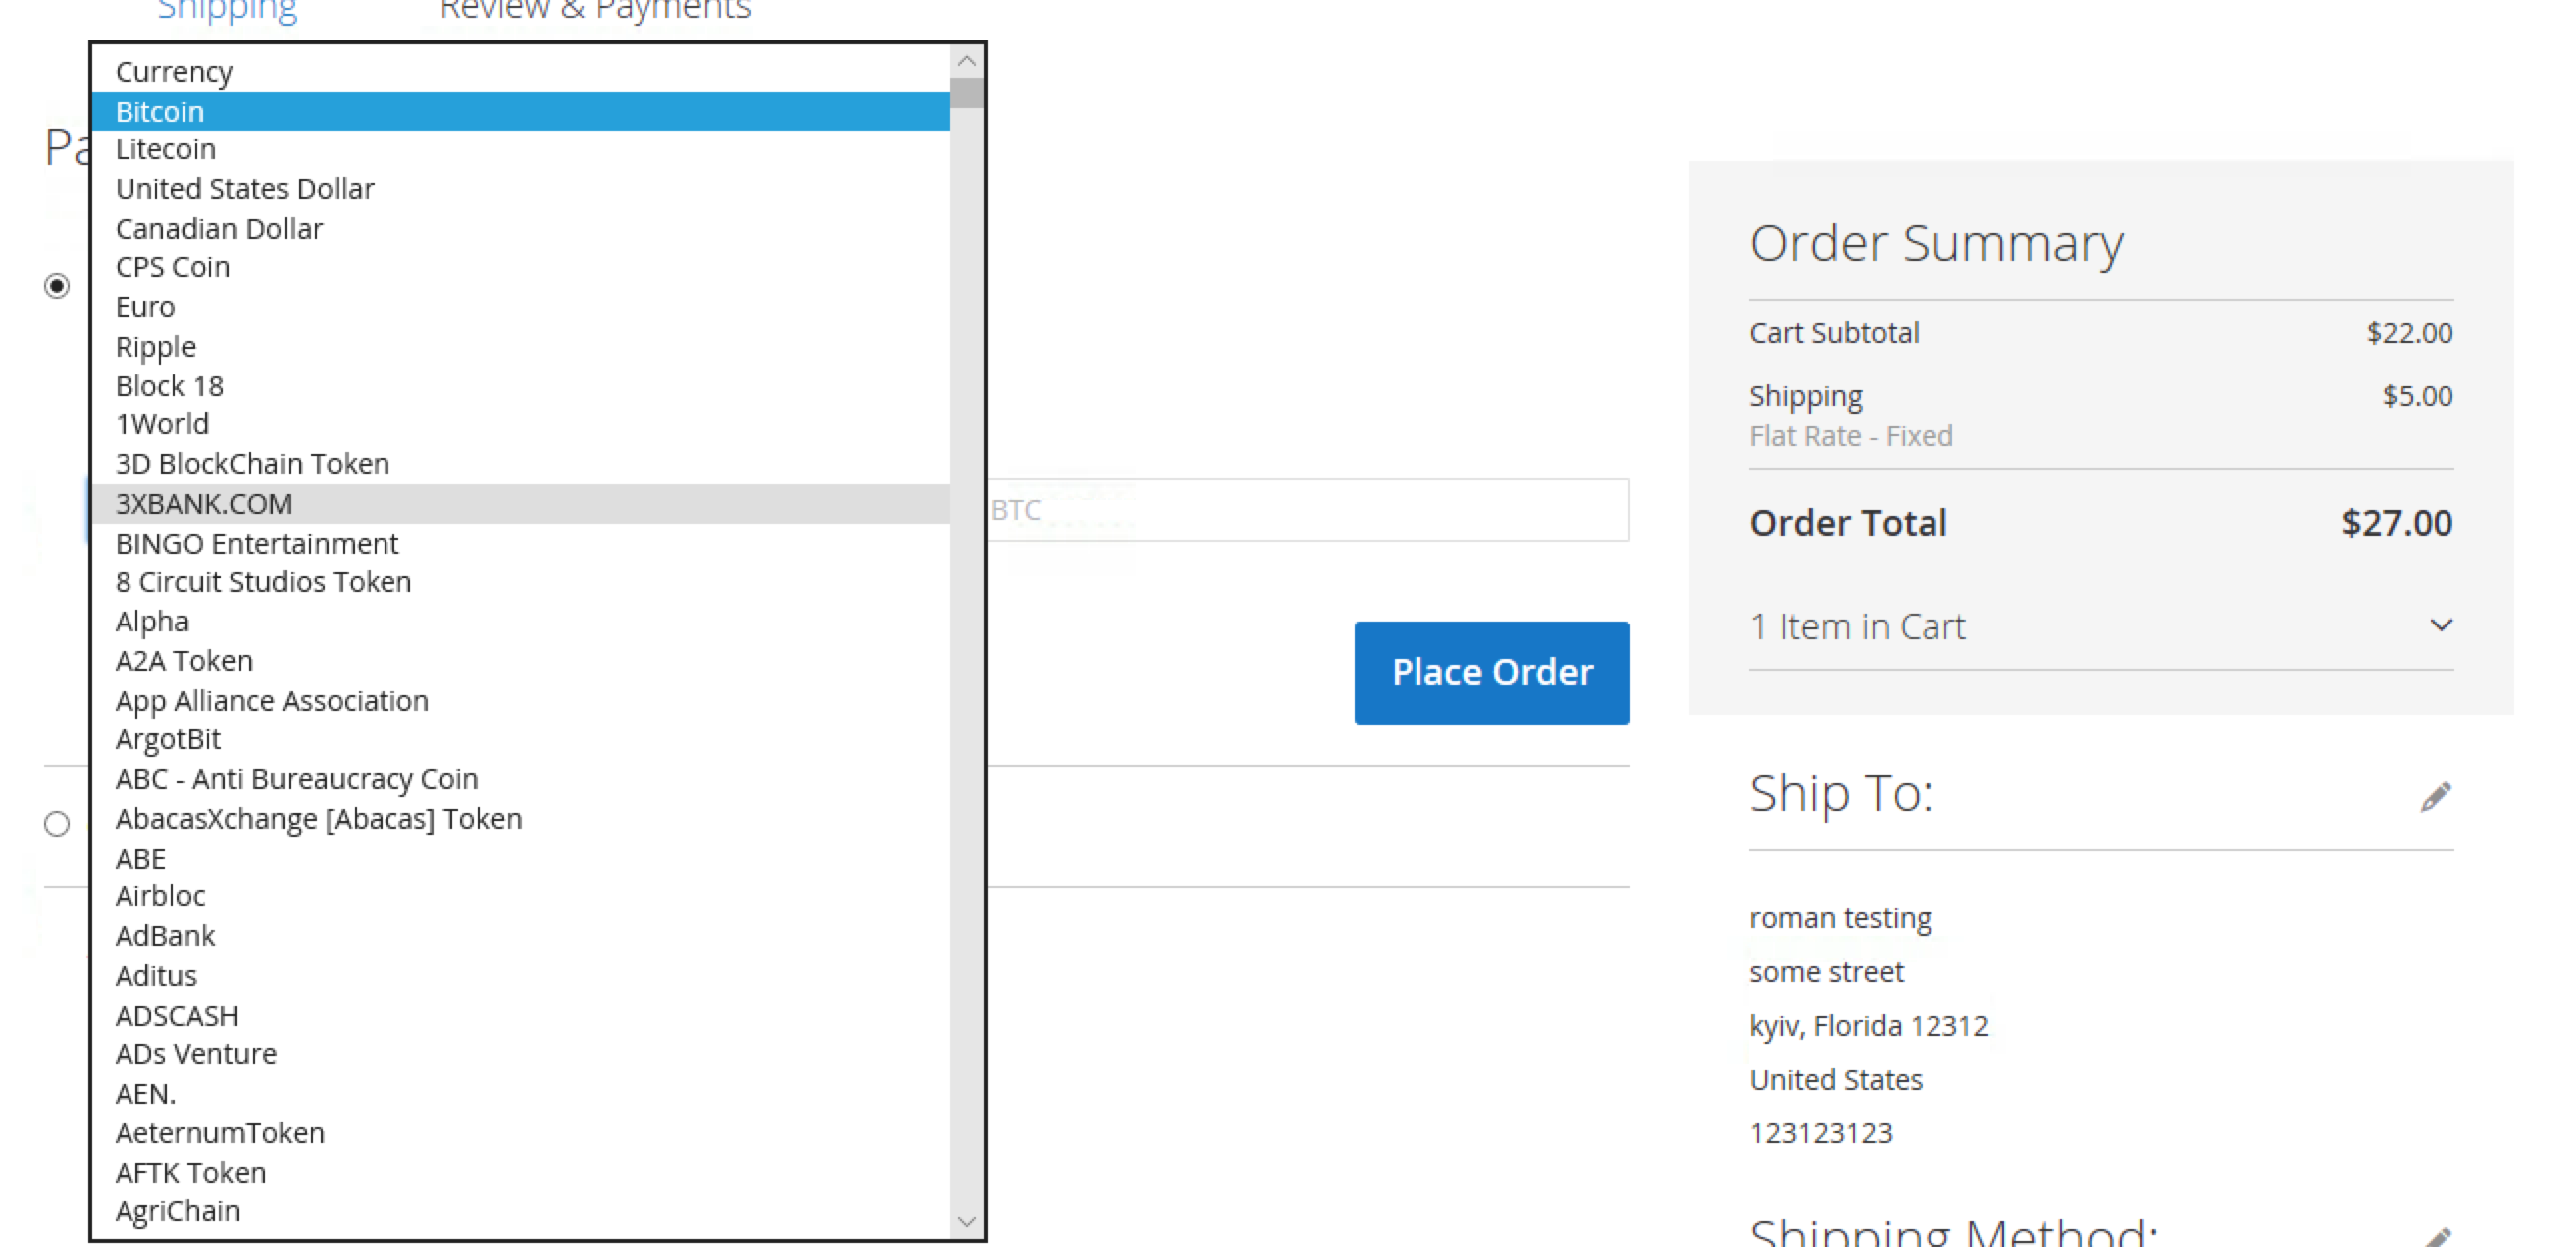 Shipping
Review & Payments
Currency
Bitcoin
Litecoin
United States Dollar
Canadian Dollar
CPS Coin
Euro
Ripple
Block 18
1World
3D BlockChain Token
3XBANK.COM
BINGO Entertainment
8 Circuit Studios Token
Alpha
A2A Token
App Alliance Association
ArgotBit
ABC - Anti Bureaucracy Coin
AbacasXchange [Abacas] Token
ABE
Airbloc
AdBank
Aditus
ADSCASH
ADs Venture
AEN.
AeternumToken
AFTK Token
AgriChain
BTC
Place Order
Order Summary
Cart Subtotal $22.00
Shipping $5.00
Flat Rate - Fixed
Order Total $27.00
1 Item in Cart
Ship To:
roman testing
some street
kyiv, Florida 12312
United States
123123123
Shipping Method: